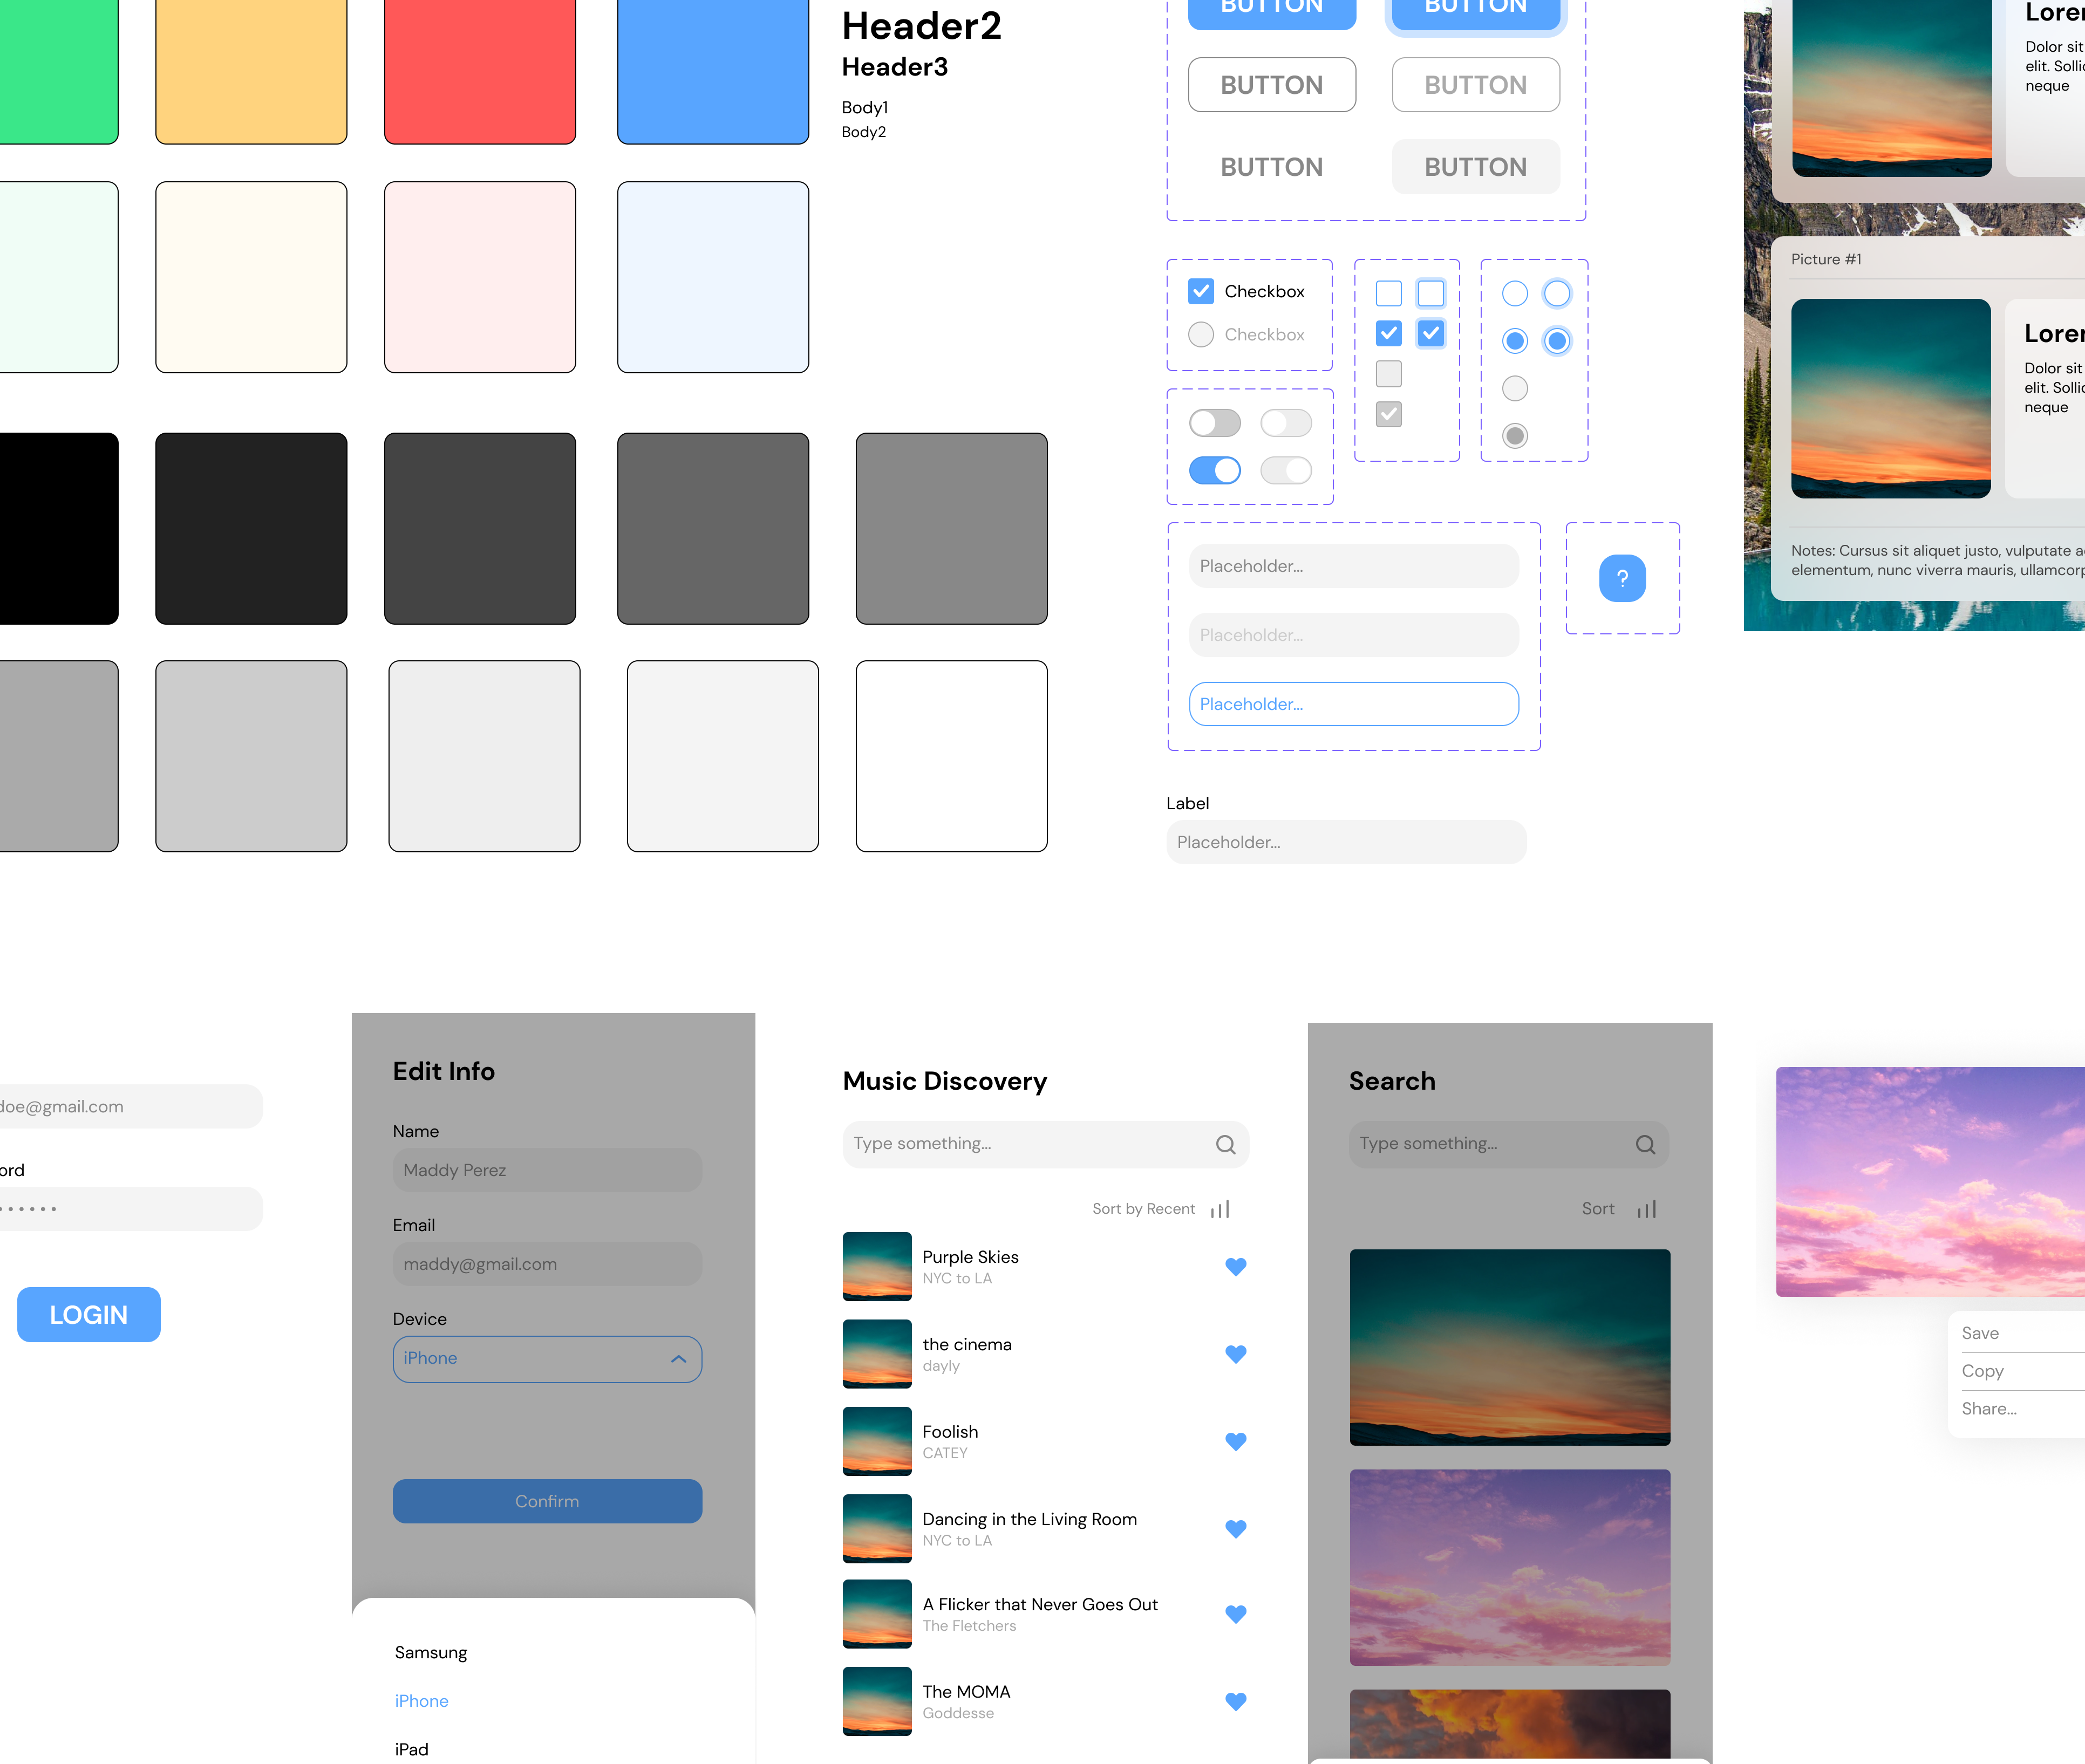 Header2
Header3
Body1
Body2
BUTTON
BUTTON
BUTTON
BUTTON
BUTTON
BUTTON
Checkbox
Checkbox
Placeholder...
Placeholder...
Placeholder...
?
Label
Placeholder...
Dolor sit
elit.
neque
Picture #1
Dolor sit
elit.
neque
Notes: Cursus sit aliquet justo, vulputate
elementum, nunc viverra mauris,
doe@gmail.com
ord
LOGIN
Edit Info
Name
Maddy Perez
Email
maddy@gmail.com
Device
iPhone
Confirm
Samsung
iPhone
iPad
Music Discovery
Type something...
Sort by Recent
Purple Skies
NYC to LA
the cinema
dayly
Foolish
CATEY
Dancing in the Living Room
NYC to LA
A Flicker that Never Goes Out
The Fletchers
The MOMA
Goddesse
Search
Type something...
Sort
Save
Copy
Share...